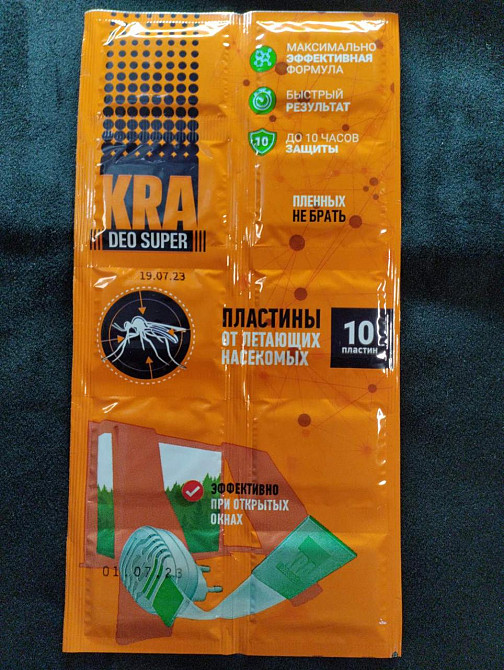 МАКСИМАЛЬНО
ЭФФЕКТИВНАЯ
ФОРМУЛА
БЫСТРЫЙ
РЕЗУЛЬТАТ
10
ДО 10 ЧАСОВ
ЗАЩИТЫ
KRA
DEO SUPER
ПЛЕННЫХ
НЕ БРАТЬ
19.07.23
ПЛАСТИНЫ
ОТ ЛЕТАЮЩИХ
НАСЕКОМЫХ
10
пластин
ЭФФЕКТИВНО
ПРИ ОТКРЫТЫХ
ОКНАХ
01.07.23